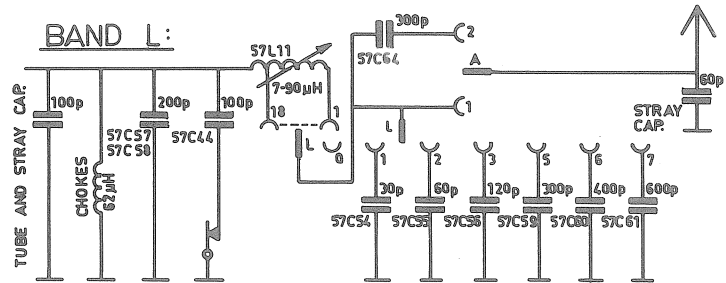 BAND L:
57L11
300p
2
57C64
A
7-90µH
60p
100p
200p
100p
18
1
1
STRAY
CAP.
57C57
57C58
57C44
L
0
L
TUBE AND STRAY CAP.
CHOKES
62µH
1
2
3
5
6
7
30p
60p
120p
300p
400p
600p
57C54
57C55
57C56
57C59
57C60
57C61